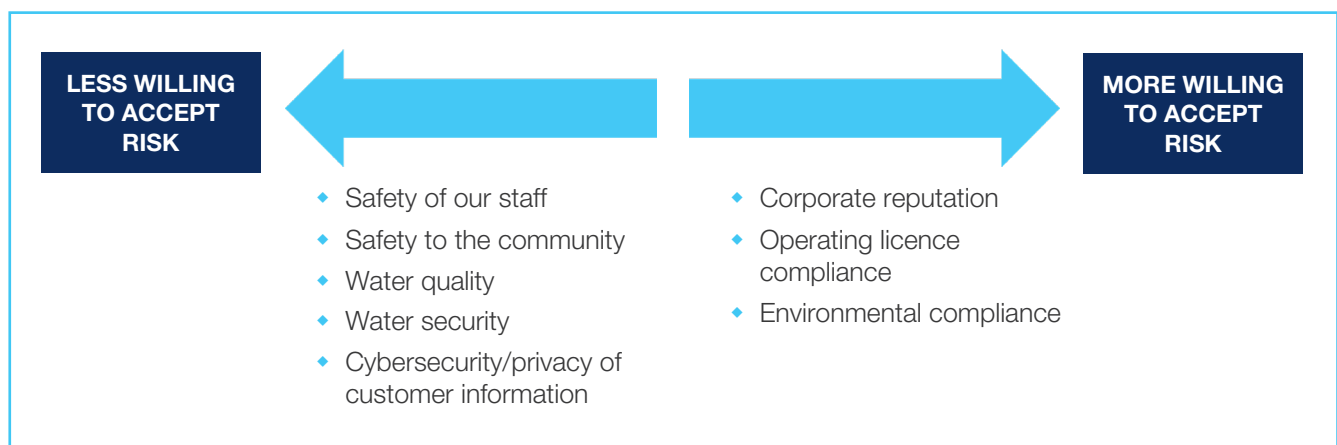 LESS WILLING
TO ACCEPT
RISK
MORE WILLING
TO ACCEPT
RISK
Safety of our staff
Safety to the community
Water quality
Water security
Cybersecurity/privacy of
customer information
Corporate reputation
Operating licence
compliance
Environmental compliance